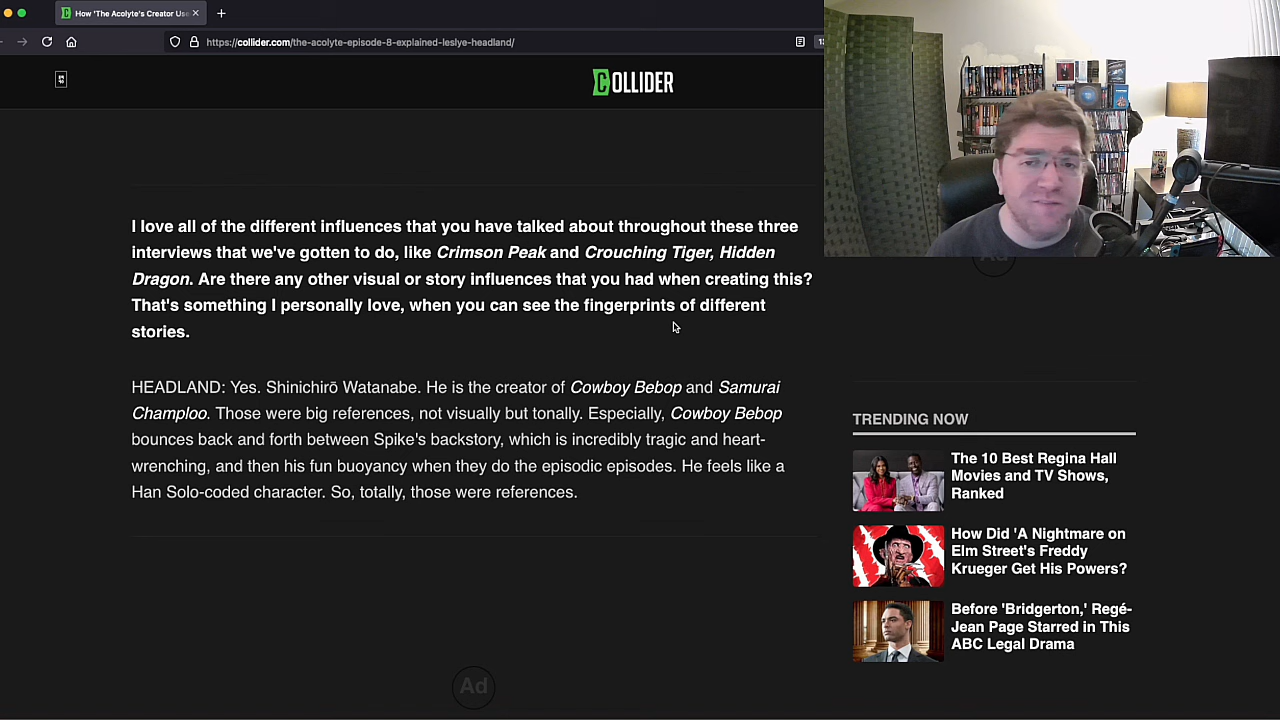 How 'The Acolyte's Creator Use
https://collider.com/the-acolyte-episode-8-explained-leslye-headland/
COLLIDER
I love all of the different influences that you have talked about throughout these three
interviews that we've gotten to do, like Crimson Peak and Crouching Tiger, Hidden
Dragon. Are there any other visual or story influences that you had when creating this?
That's something I personally love, when you can see the fingerprints of different
stories.
HEADLAND: Yes. Shinichirō Watanabe. He is the creator of Cowboy Bebop and Samurai
Champloo. Those were big references, not visually but tonally. Especially, Cowboy Bebop
bounces back and forth between Spike's backstory, which is incredibly tragic and heart-
wrenching, and then his fun buoyancy when they do the episodic episodes. He feels like a
Han Solo-coded character. So, totally, those were references.
Ad
Ad
TRENDING NOW
The 10 Best Regina Hall
Movies and TV Shows,
Ranked
How Did 'A Nightmare on
Elm Street's Freddy
Krueger Get His Powers?
Before 'Bridgerton,' Regé-
Jean Page Starred in This
ABC Legal Drama